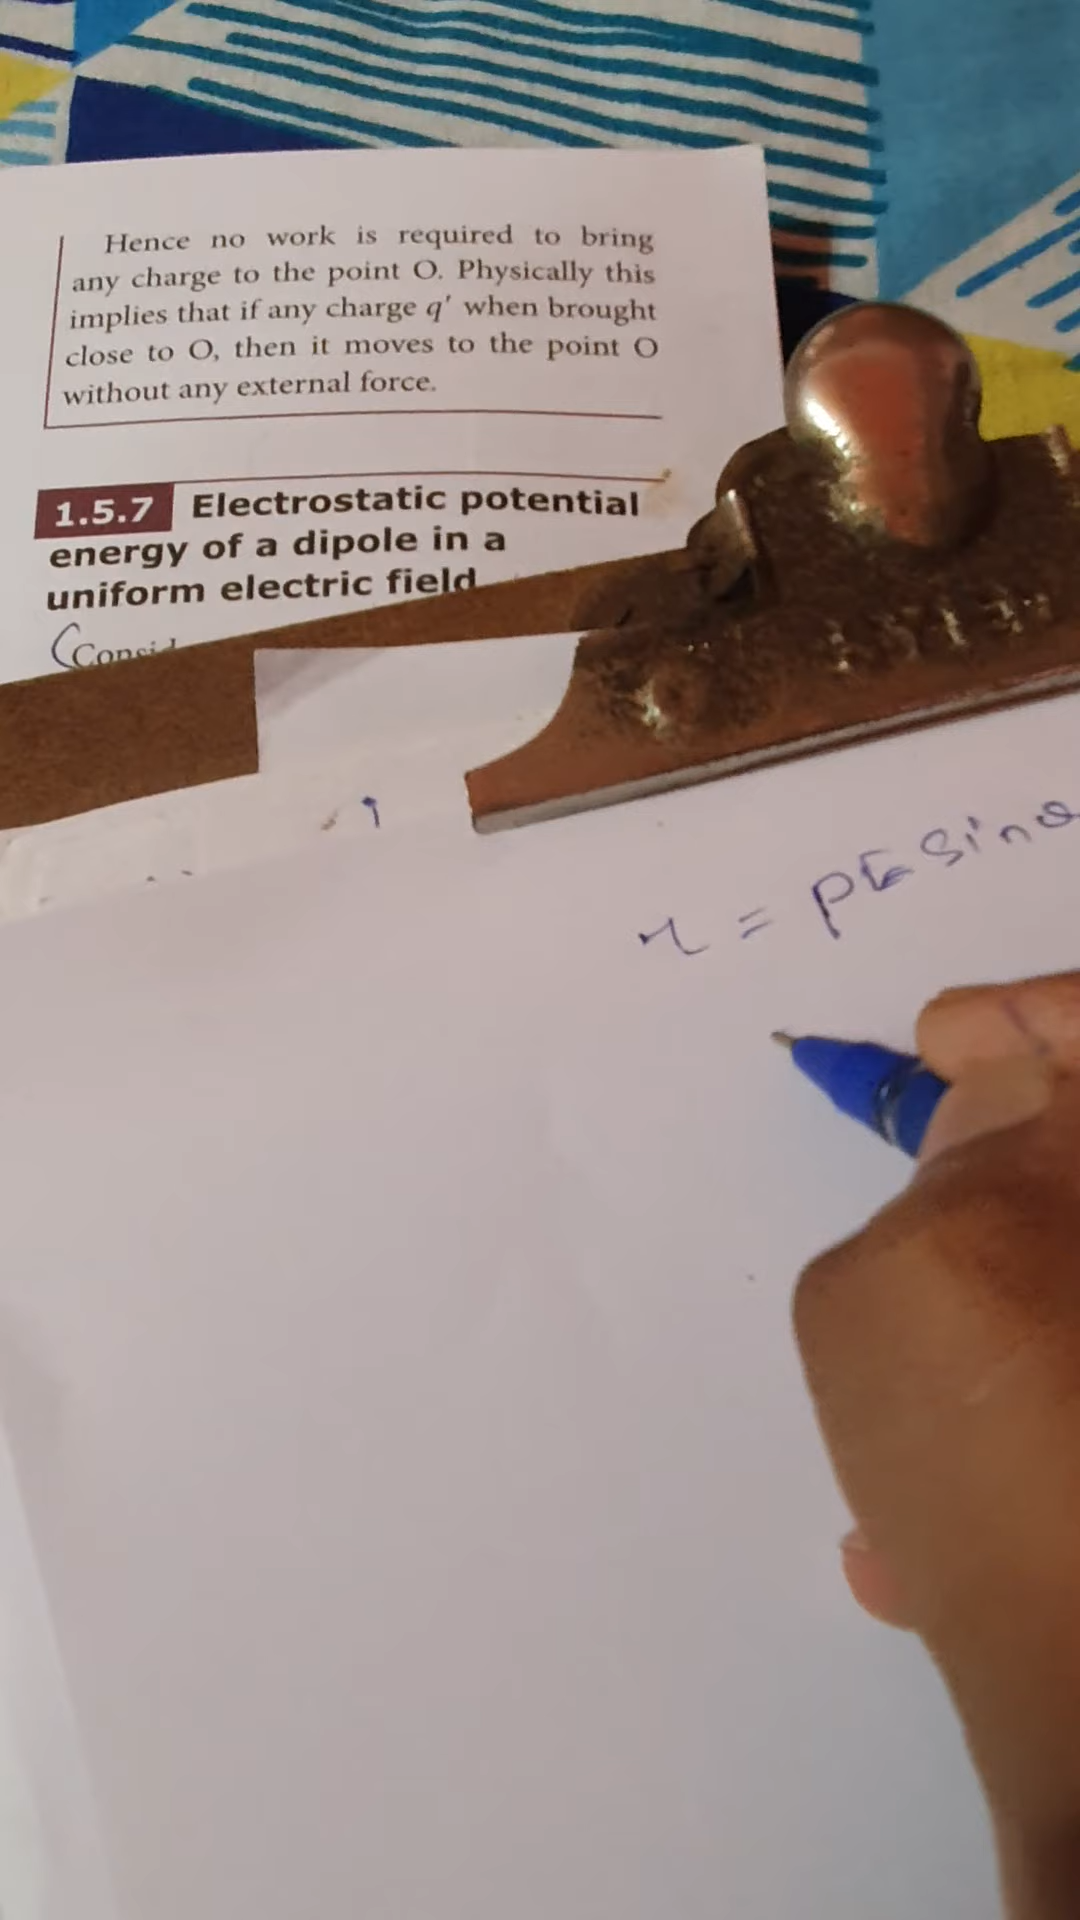 Hence no work is required to bring
any charge to the point O. Physically this
implies that if any charge q′ when brought
close to O, then it moves to the point O
without any external force.
1.5.7 Electrostatic potential
energy of a dipole in a
uniform electric field
τ = pE sinθ